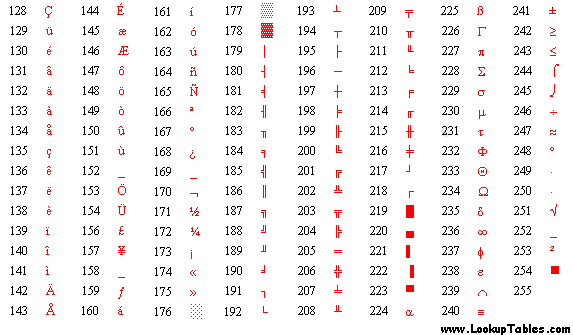 128 Ç 144 É 161 í 177 ▒ 193 ┴ 209 ╤ 225 ß 241 ±
129 ü 145 æ 162 ó 178 ▓ 194 ┬ 210 ╥ 226 Γ 242 ≥
130 é 146 Æ 163 ú 179 │ 195 ├ 211 ╙ 227 π 243 ≤
131 â 147 ô 164 ñ 180 ┤ 196 ─ 212 ╘ 228 Σ 244 ⌠
132 ä 148 ö 165 Ñ 181 ╡ 197 ┼ 213 ╒ 229 σ 245 ⌡
133 à 149 ò 166 ª 182 ╢ 198 ╞ 214 ╓ 230 µ 246 ÷
134 å 150 û 167 º 183 ╖ 199 ╟ 215 ╫ 231 τ 247 ≈
135 ç 151 ù 168 ¿ 184 ╕ 200 ╚ 216 ╪ 232 Φ 248 °
136 ê 152 _ 169 _ 185 ╣ 201 ╔ 217 ┘ 233 Θ 249 ∙
137 ë 153 Ö 170 ¬ 186 ║ 202 ╩ 218 ┌ 234 Ω 250 ·
138 è 154 Ü 171 ½ 187 ╗ 203 ╦ 219 █ 235 δ 251 √
139 ï 156 £ 172 ¼ 188 ╝ 204 ╠ 220 ▄ 236 ∞ 252 _
140 î 157 ¥ 173 ¡ 189 ╜ 205 ═ 221 ▌ 237 φ 253 ²
141 ì 158 _ 174 « 190 ╛ 206 ╬ 222 ▐ 238 ε 254 ■
142 Ä 159 ƒ 175 » 191 ┐ 207 ╧ 223 ▀ 239 ∩ 255
143 Å 160 á 176 ░ 192 └ 208 ╨ 224 α 240 ≡
www.LookupTables.com